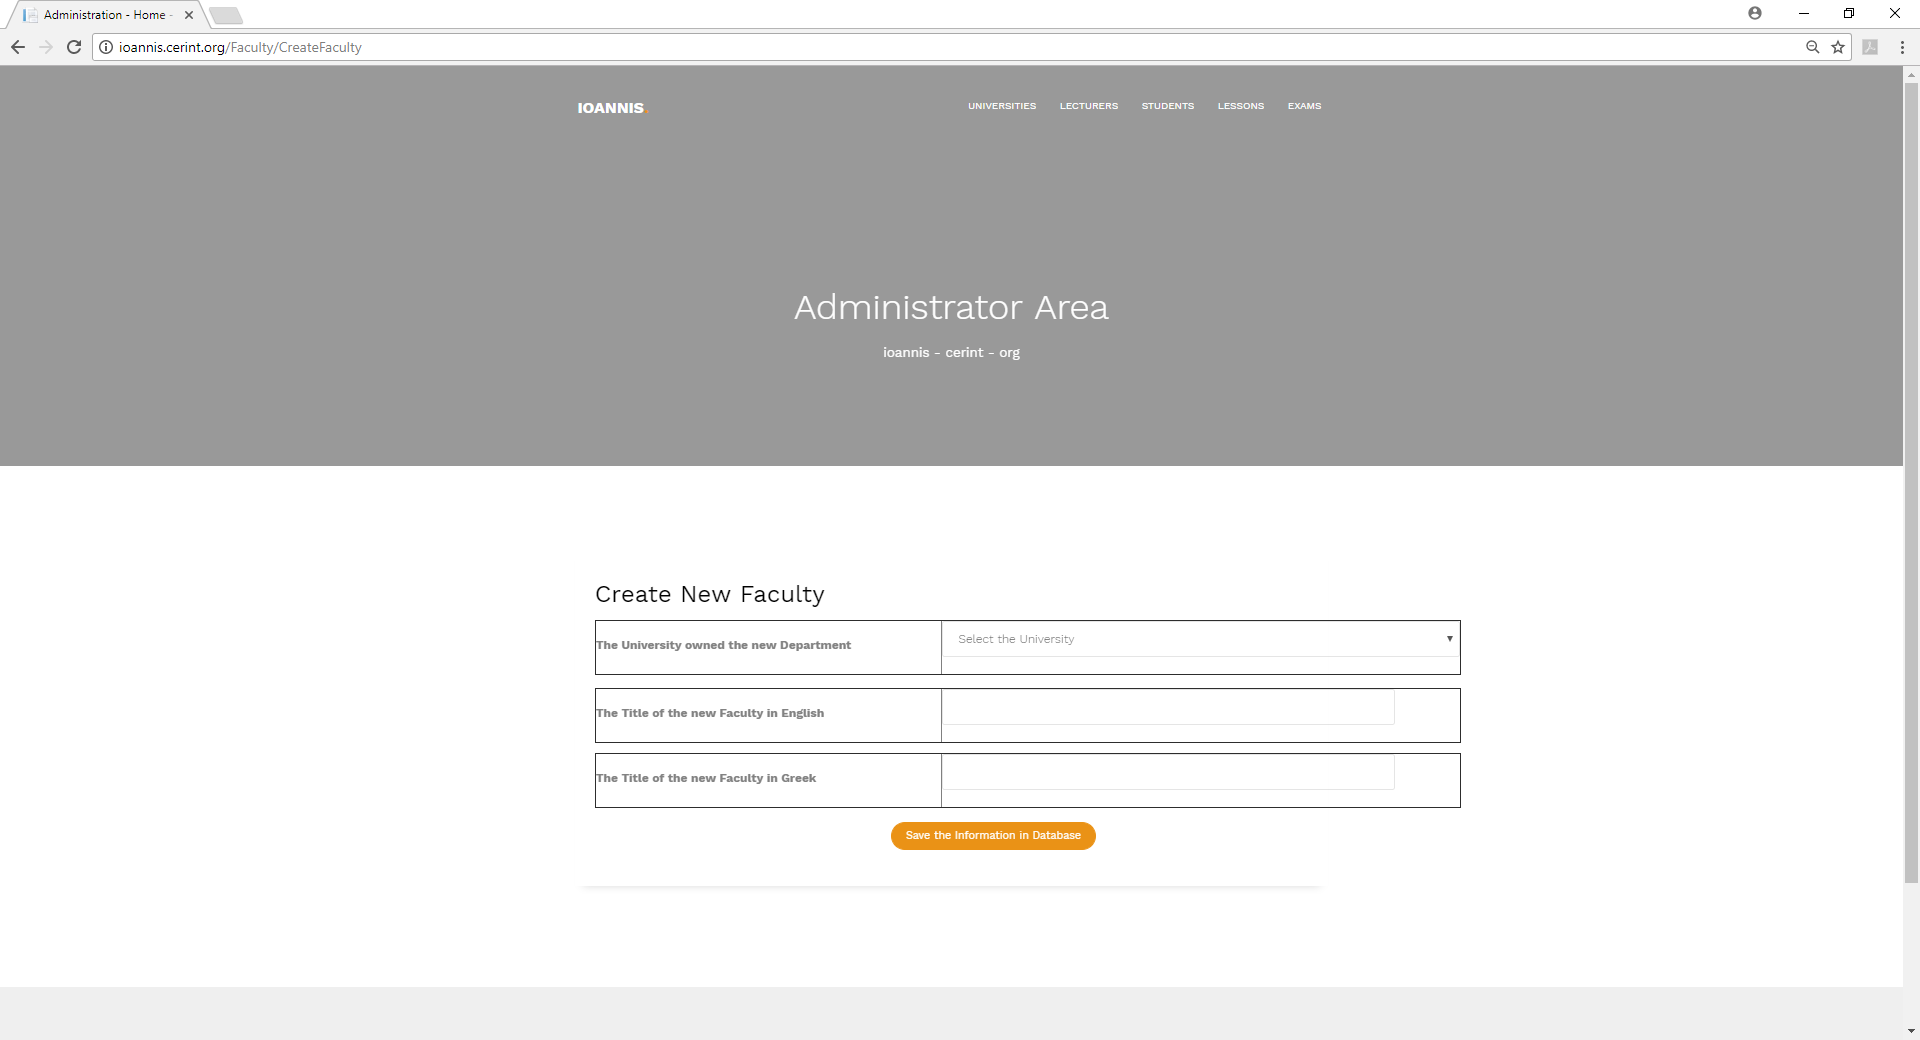 Administration - Home -
ioannis.cerint.org/Faculty/CreateFaculty
IOANNIS.
UNIVERSITIES LECTURERS STUDENTS LESSONS EXAMS
Administrator Area
ioannis - cerint - org
Create New Faculty
The University owned the new Department
Select the University
The Title of the new Faculty in English
The Title of the new Faculty in Greek
Save the Information in Database